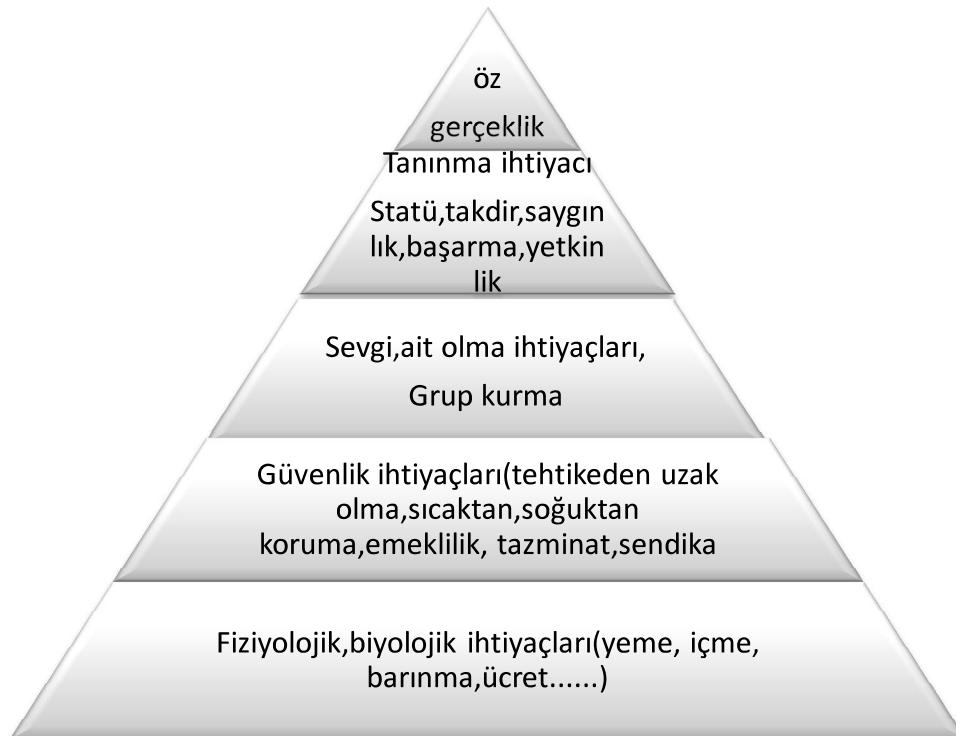 öz
gerçeklik
Tanınma ihtiyacı
Statü,takdir,saygın
lık,başarma,yetkin
lik
Sevgi,ait olma ihtiyaçları,
Grup kurma
Güvenlik ihtiyaçları(tehtikeden uzak
olma,sıcaktan,soğuktan
koruma,emeklilik, tazminat,sendika
Fiziyolojik,biyolojik ihtiyaçları(yeme, içme,
barınma,ücret......)